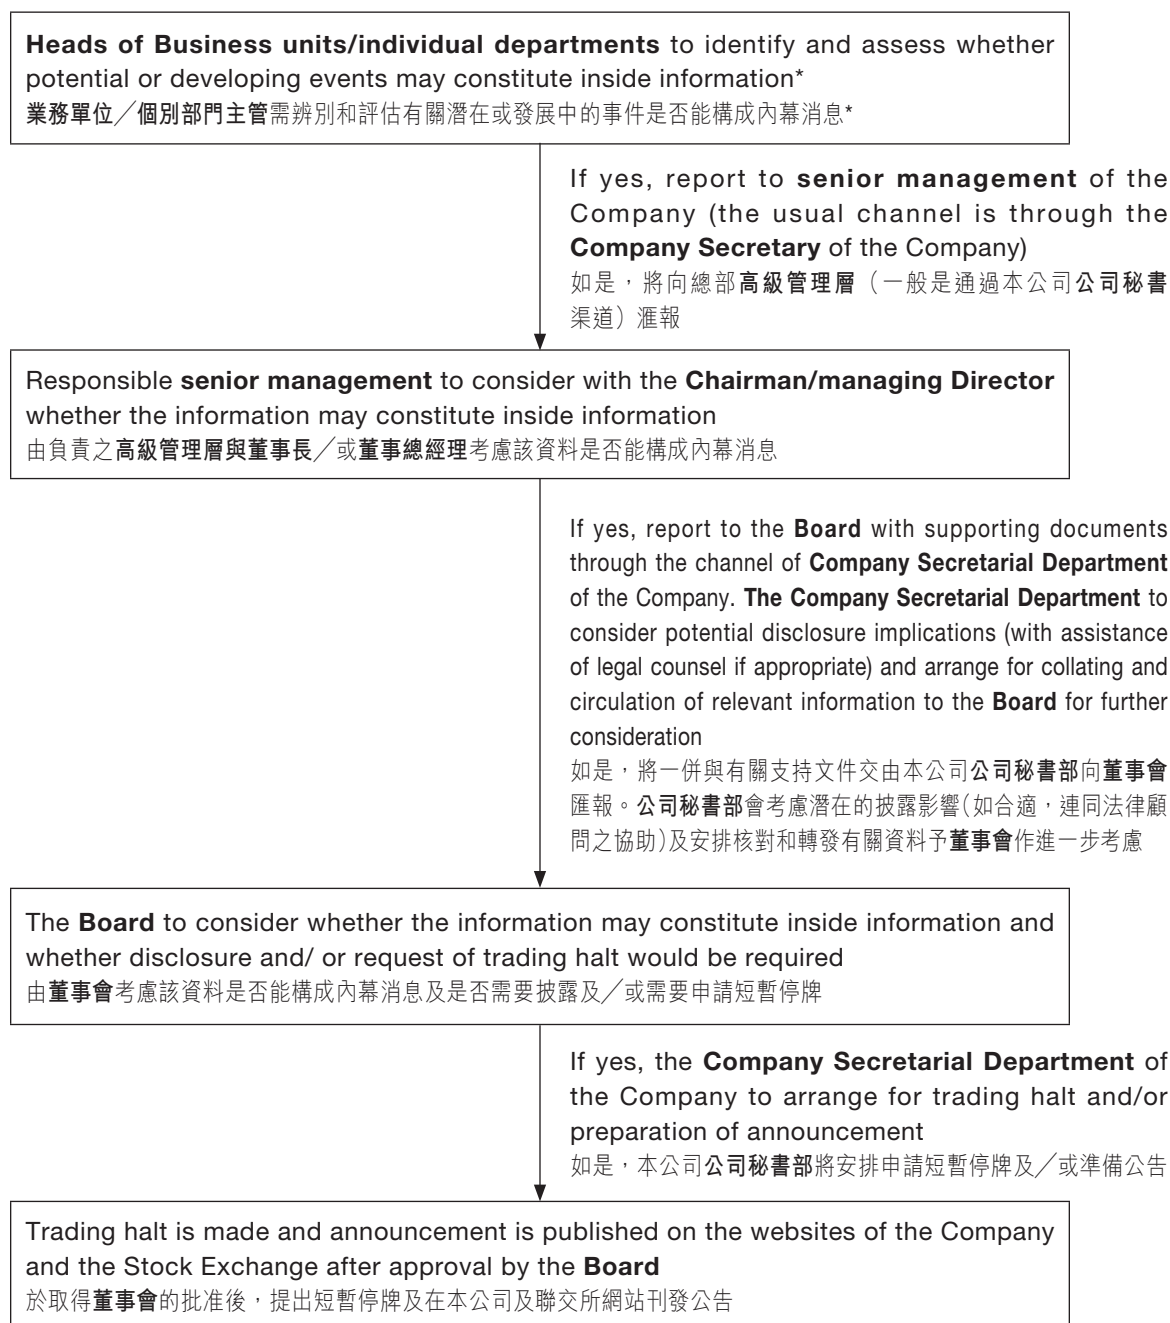 Heads of Business units/individual departments to identify and assess whether
potential or developing events may constitute inside information*
業務單位╱個別部門主管需辨別和評估有關潛在或發展中的事件是否能構成內幕消息*
If yes, report to senior management of the
Company (the usual channel is through the
Company Secretary of the Company)
如是，將向總部高級管理層（一般是通過本公司公司秘書
渠道）滙報
Responsible senior management to consider with the Chairman/managing Director
whether the information may constitute inside information
由負責之高級管理層與董事長╱或董事總經理考慮該資料是否能構成內幕消息
If yes, report to the Board with supporting documents
through the channel of Company Secretarial Department
of the Company. The Company Secretarial Department to
consider potential disclosure implications (with assistance
of legal counsel if appropriate) and arrange for collating and
circulation of relevant information to the Board for further
consideration
如是，將一併與有關支持文件交由本公司公司秘書部向董事會
匯報。公司秘書部會考慮潛在的披露影響（如合適，連同法律顧
問之協助）及安排核對和轉發有關資料予董事會作進一步考慮
The Board to consider whether the information may constitute inside information and
whether disclosure and/ or request of trading halt would be required
由董事會考慮該資料是否能構成內幕消息及是否需要披露及╱或需要申請短暫停牌
If yes, the Company Secretarial Department of
the Company to arrange for trading halt and/or
preparation of announcement
如是，本公司公司秘書部將安排申請短暫停牌及╱或準備公告
Trading halt is made and announcement is published on the websites of the Company
and the Stock Exchange after approval by the Board
於取得董事會的批准後，提出短暫停牌及在本公司及聯交所網站刊發公告